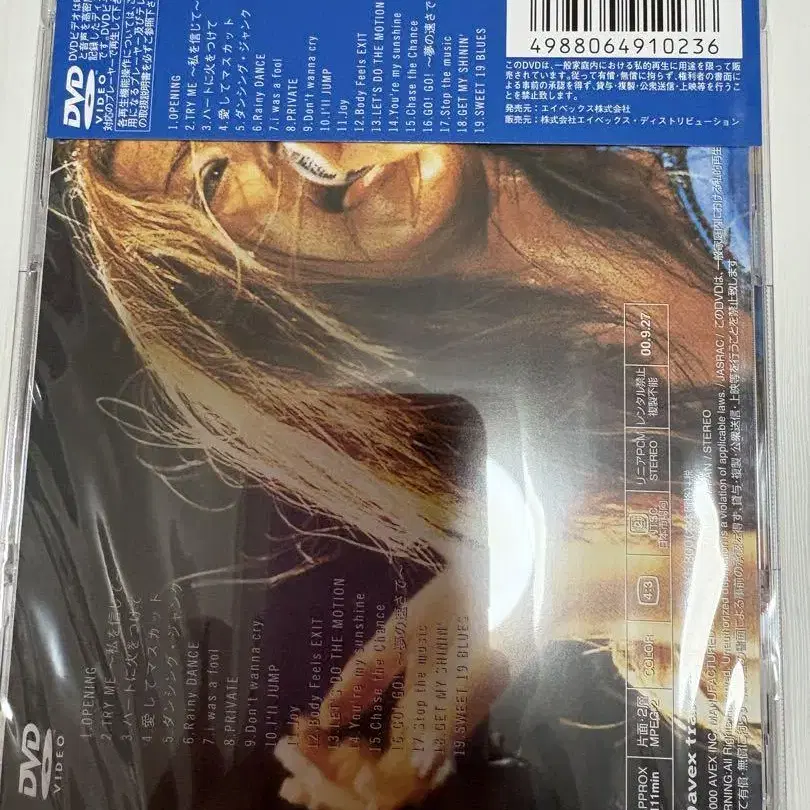 DVD
VIDEO
1.OPENING
2.TRY ME ～私を信じて～
3.ハートに火をつけて
4.愛してマスカット
5.ダンシング・ジャンク
6.Rainy DANCE
7.i was a fool
8.PRIVATE
9.Don't wanna cry
10.I'll JUMP
11.Joy
12.Body Feels EXIT
13.LET'S DO THE MOTION
14.You're my sunshine
15.Chase the Chance
16.GO! GO! ～夢の速さで～
17.Stop the music
18.GET MY SHININ'
19.SWEET 19 BLUES
4988064910236
このDVDは、一般家庭内における私的再生に用途を限って販
売されています。従って有償・無償に拘らず、権利者の書面に
よる事前の承認を得ず、貸与・複製・公衆送信・上映等を行うこ
とを禁止致します。
発売元：エイベックス株式会社
販売元：株式会社エイベックス・ディストリビューション
1.OPENING
2.TRY ME ～私を信じて
3.ハートに火をつけて
4.愛してマスカット
5.ダンシング・ジャンク
6.Rainy DANCE
7.i was a fool
8.PRIVATE
9.Don't wanna cry
10.I'll JUMP
11.Joy
12.Body Feels EXIT
13.LET'S DO THE MOTION
14.You're my sunshine
15.Chase the Chance
16.GO! GO! ～夢の速さで～
17.Stop the music
18.GET MY SHININ'
19.SWEET 19 BLUES
DVD
VIDEO
片面・2層
MPEG-2
COLOR
4:3
2
NTSC
リニアPCM
STEREO
レンタル禁止
複製不能
00.9.27
avex